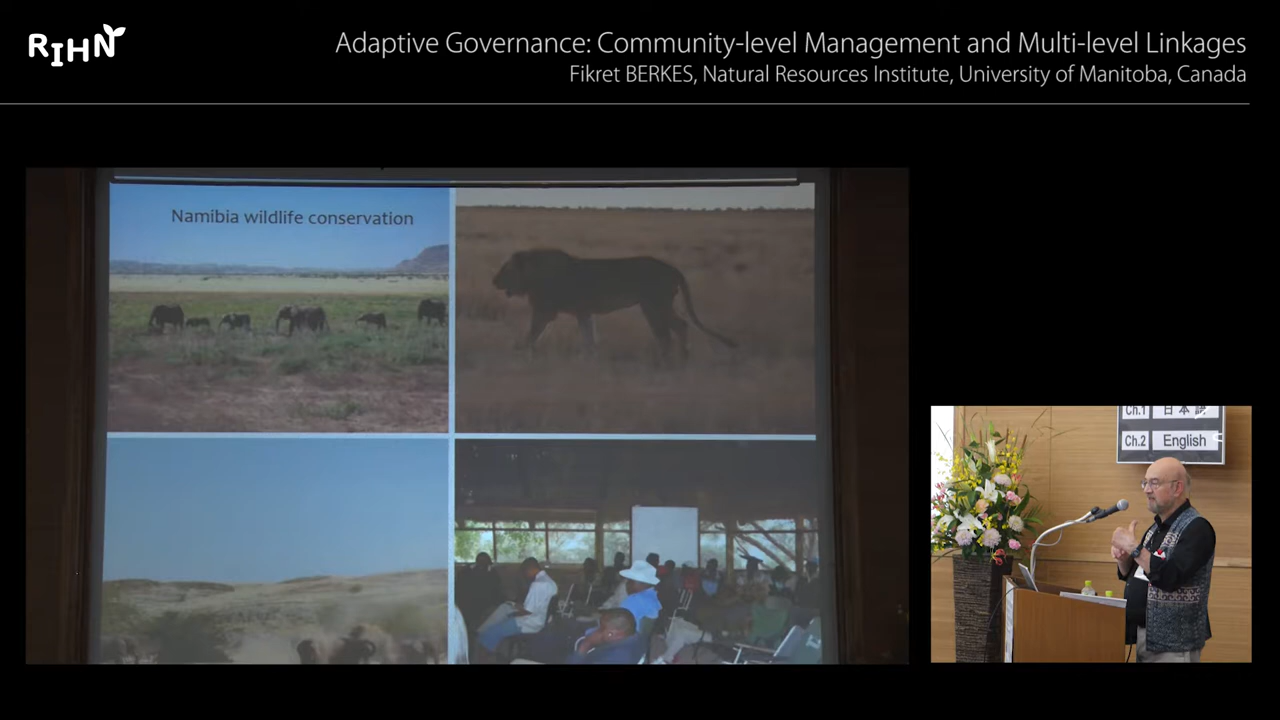 RIHN
Adaptive Governance: Community-level Management and Multi-level Linkages
Fikret BERKES, Natural Resources Institute, University of Manitoba, Canada
Namibia wildlife conservation
Ch.1 日本語
Ch.2 English